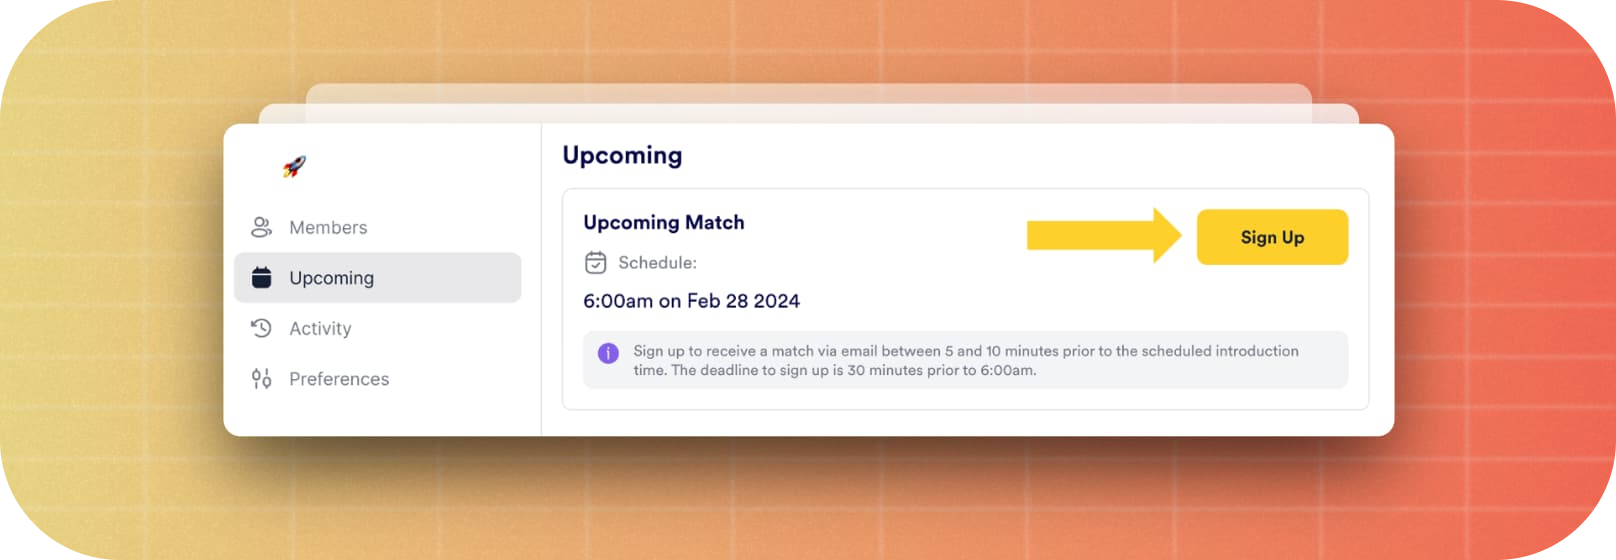 Members
Upcoming
Activity
Preferences
Upcoming
Upcoming Match
Sign Up
Schedule:
6:00am on Feb 28 2024
Sign up to receive a match via email between 5 and 10 minutes prior to the scheduled introduction
time. The deadline to sign up is 30 minutes prior to 6:00am.